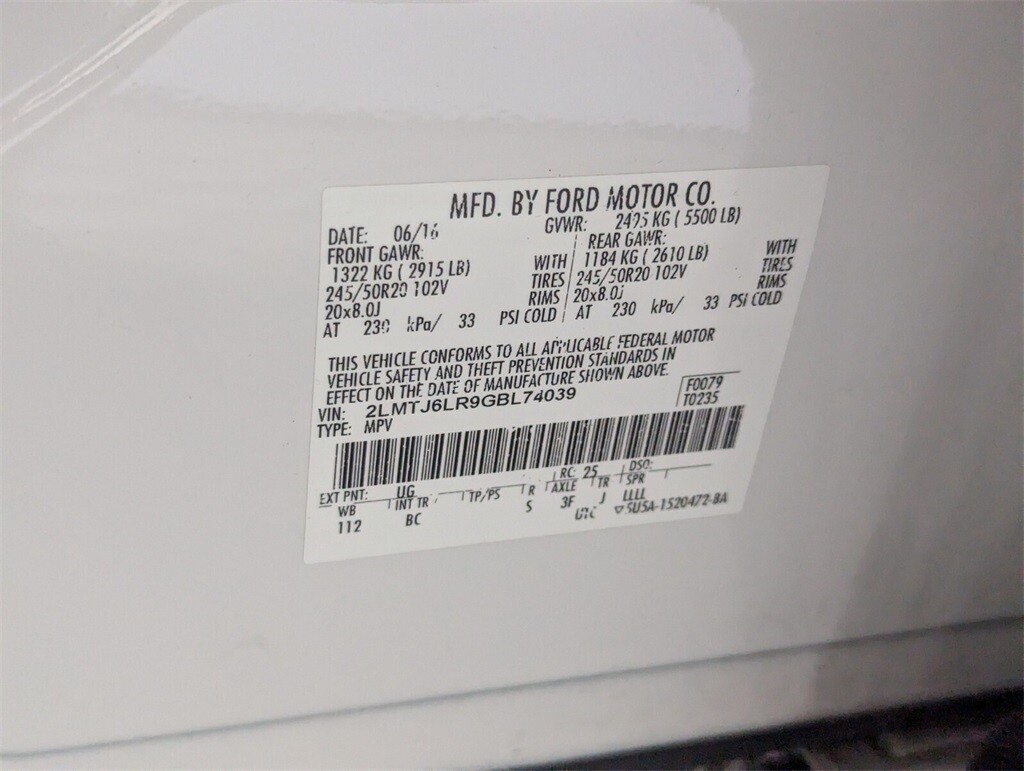 MFD. BY FORD MOTOR CO.
DATE: 06/16 GVWR: 2495 KG ( 5500 LB)
FRONT GAWR: REAR GAWR:
1322 KG ( 2915 LB) WITH 1184 KG ( 2610 LB) WITH
245/50R20 102V TIRES 245/50R20 102V TIRES
20x8.0J RIMS 20x8.0J RIMS
AT 230 kPa/ 33 PSI COLD AT 230 kPa/ 33 PSI COLD
THIS VEHICLE CONFORMS TO ALL APPLICABLE FEDERAL MOTOR
VEHICLE SAFETY AND THEFT PREVENTION STANDARDS IN
EFFECT ON THE DATE OF MANUFACTURE SHOWN ABOVE.
VIN: 2LMTJ6LR9GBL74039
TYPE: MPV
F0079
T0235
EXT PNT: UG RC: 25 DSO:
WB INT TR TP/PS R AXLE TR SPR
112 BC S 3F J LLLL
UTC ▽5U5A-1520472-BA